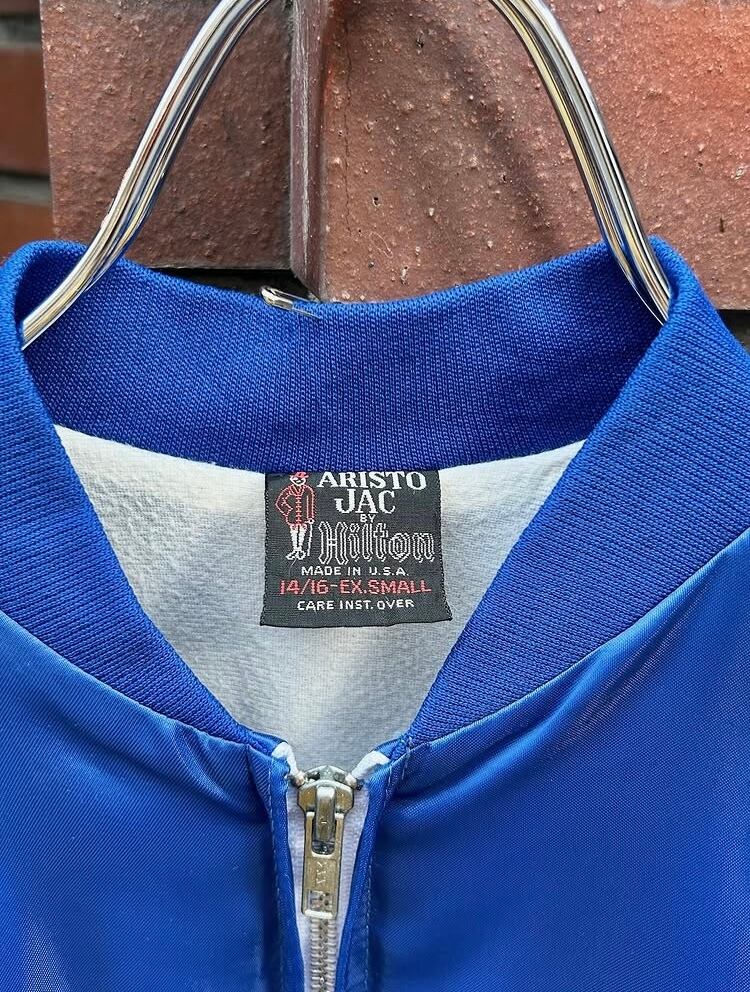 ARISTO
JAC
BY
Hilton
MADE IN U.S.A.
14/16-EX.SMALL
CARE INST. OVER